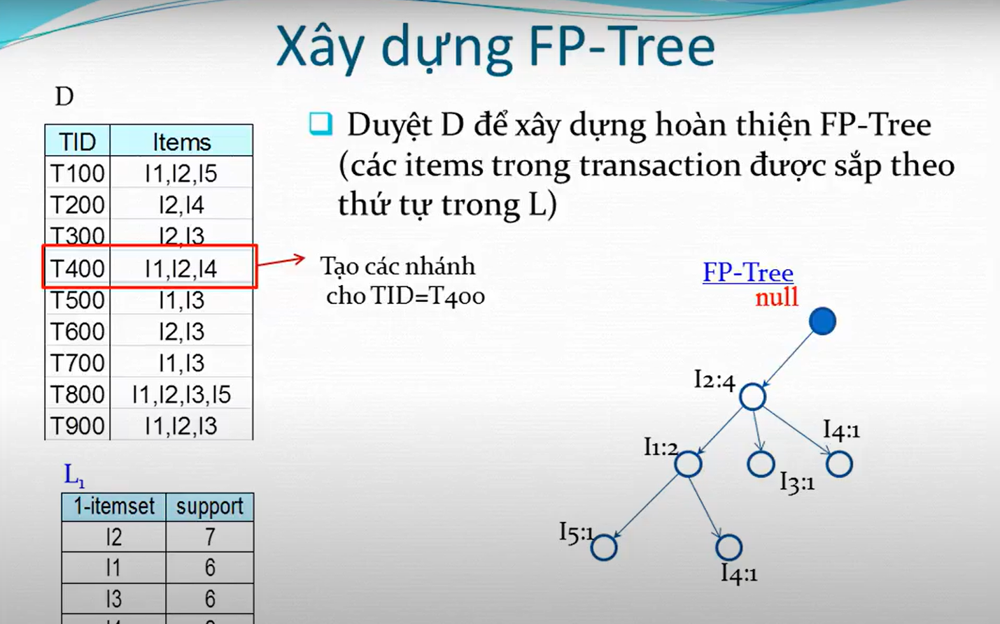 Xây dựng FP-Tree
D
TID Items
T100 I1,I2,I5
T200 I2,I4
T300 I2,I3
T400 I1,I2,I4
T500 I1,I3
T600 I2,I3
T700 I1,I3
T800 I1,I2,I3,I5
T900 I1,I2,I3
Duyệt D để xây dựng hoàn thiện FP-Tree
(các items trong transaction được sắp theo
thứ tự trong L)
Tạo các nhánh
cho TID=T400
FP-Tree
null
I2:4
I1:2
I3:1
I4:1
I5:1
I4:1
L1
1-itemset support
I2 7
I1 6
I3 6